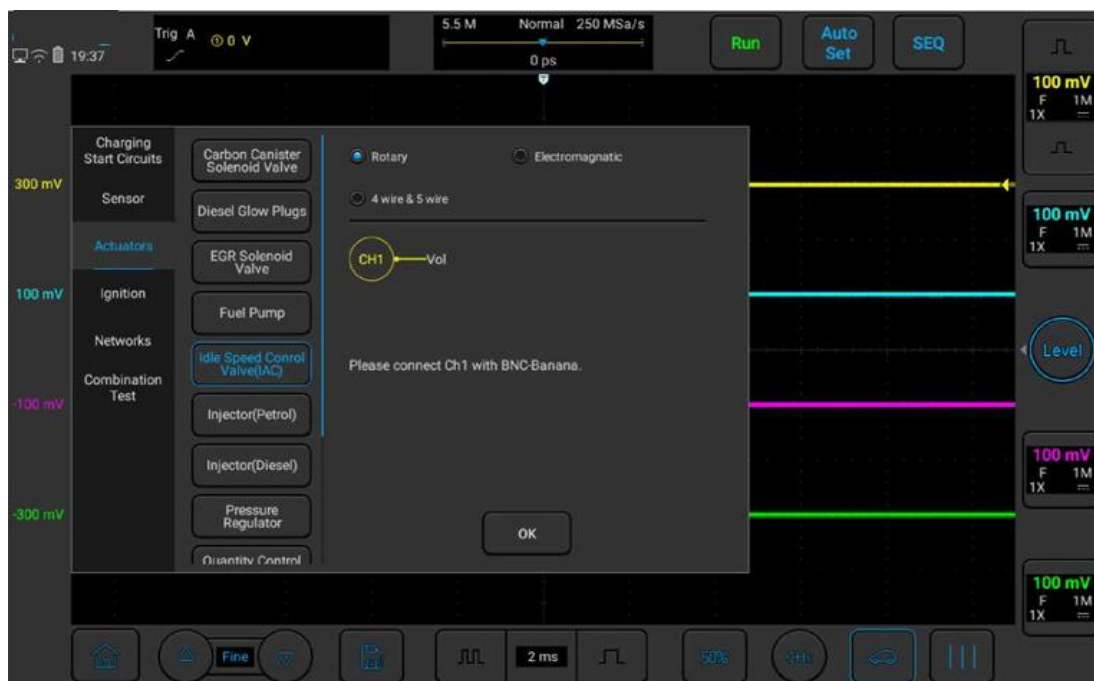 19:37
Trig A ① 0 V
5.5 M Normal 250 MSa/s
0 ps
Run
Auto
Set
SEQ
100 mV
F 1M
1X
300 mV
100 mV
-100 mV
-300 mV
Charging
Start Circuits
Sensor
Actuators
Ignition
Networks
Combination
Test
Carbon Canister
Solenoid Valve
Diesel Glow Plugs
EGR Solenoid
Valve
Fuel Pump
Idle Speed Conrol
Valve(IAC)
Injector(Petrol)
Injector(Diesel)
Pressure
Regulator
Quantity Control
Rotary
Electromagnetic
4 wire & 5 wire
CH1 Vol
Please connect Ch1 with BNC-Banana.
OK
100 mV
F 1M
1X
Level
100 mV
F 1M
1X
100 mV
F 1M
1X
Fine
2 ms
50%